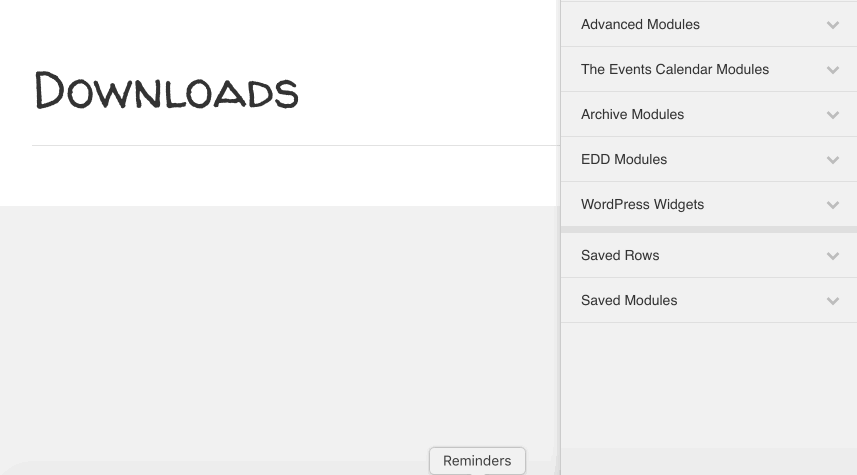 Downloads
Advanced Modules
The Events Calendar Modules
Archive Modules
EDD Modules
WordPress Widgets
Saved Rows
Saved Modules
Reminders